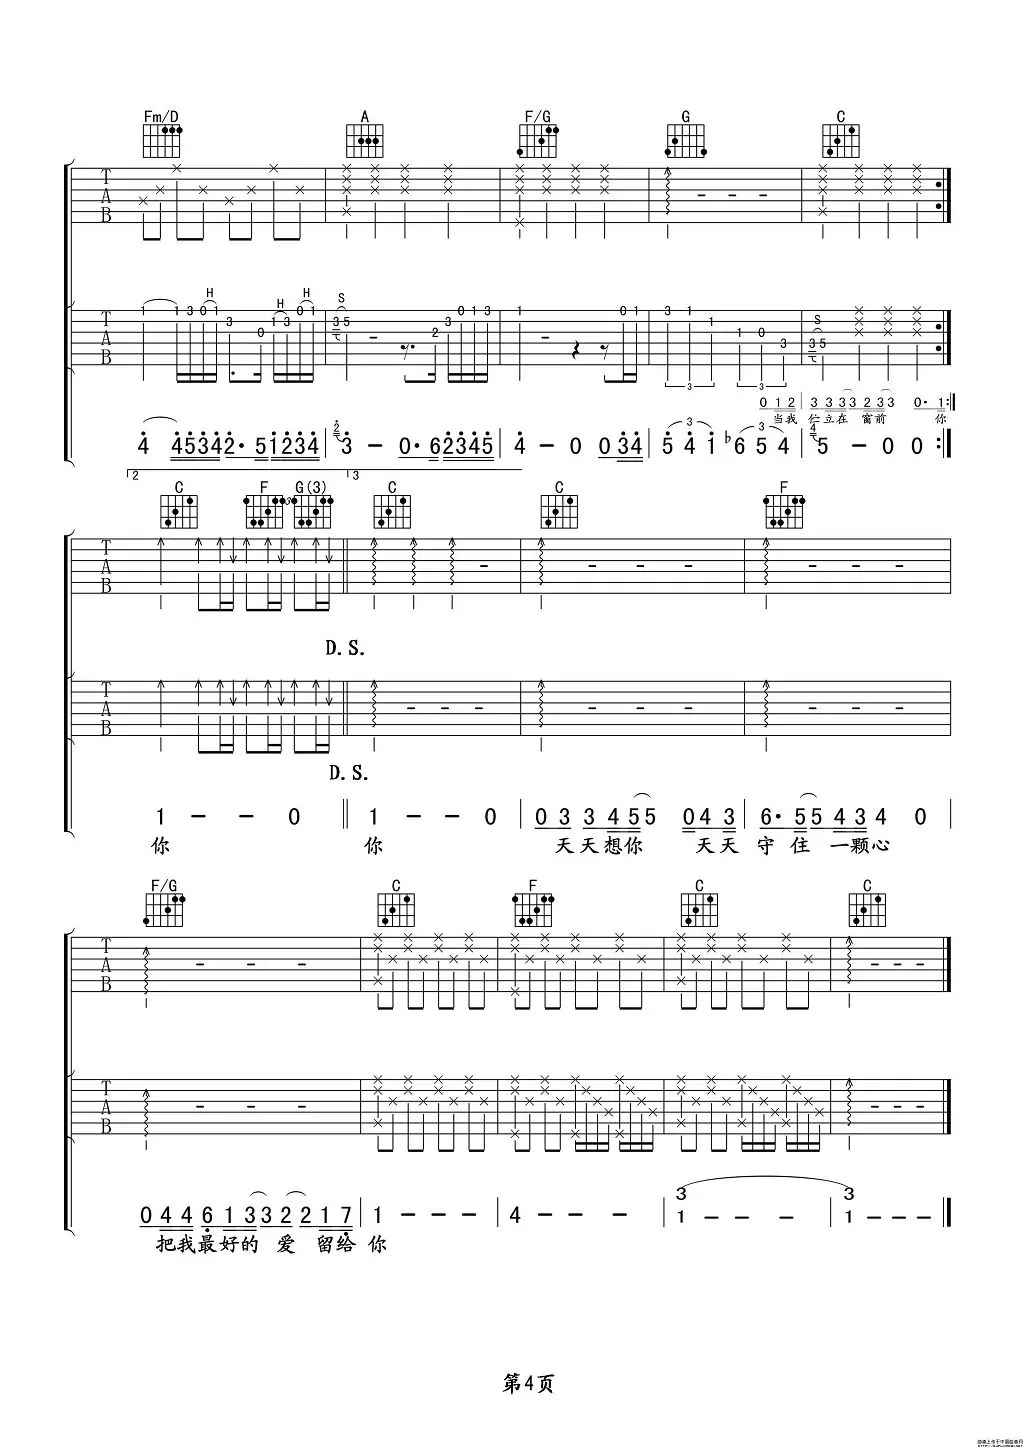 Fm/D A F/G G C
T A B
H H H S S
T A B
1 1 3 0 1 3 0 1 3 0 1 3 5 - 2 3 0 1 3 1 - 0 1 3 1 1 1 0 3 3 5
3 3
0 1 2 3 3 3 3 3 2 3 3 0· 1
当我 伫立在 窗前 你
4 4 5 3 4 2· 5 1 2 3 4 2 3 - 0· 6 2 3 4 5 4 - 0 0 3 4 5 4 1 ♭6 5 4 4 5 - 0 0
3 3
2 3
C F G(3) C C F
T A B
D.S.
T A B
D.S.
1 - - 0 1 - - 0 0 3 3 4 5 5 5 0 4 3 6· 5 5 4 3 4 0
你 你 天天想你 天天 守 住 一颗心
F/G C F C C
T A B
T A B
3 3
0 4 4 6 1 3 3 2 2 1 7 1 - - - 4 - - - 1 - - - 1 - - -
把我最好的 爱 留给 你
第4页